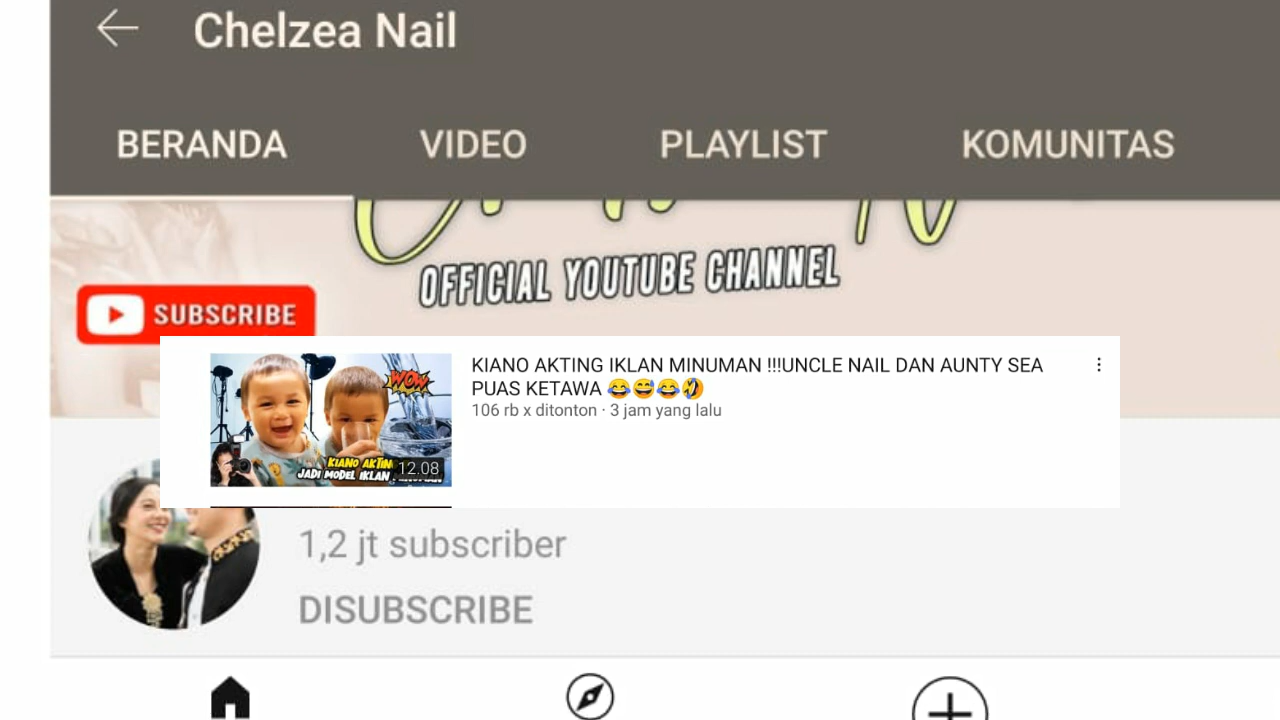 Chelzea Nail
BERANDA VIDEO PLAYLIST KOMUNITAS
OFFICIAL YOUTUBE CHANNEL
SUBSCRIBE
KIANO AKTING IKLAN MINUMAN !!!UNCLE NAIL DAN AUNTY SEA
PUAS KETAWA 😂😅😂🤣
106 rb x ditonton · 3 jam yang lalu
WOW
KIANO AKTIN
JADI MODEL IKLAN
12.08
1,2 jt subscriber
DISUBSCRIBE